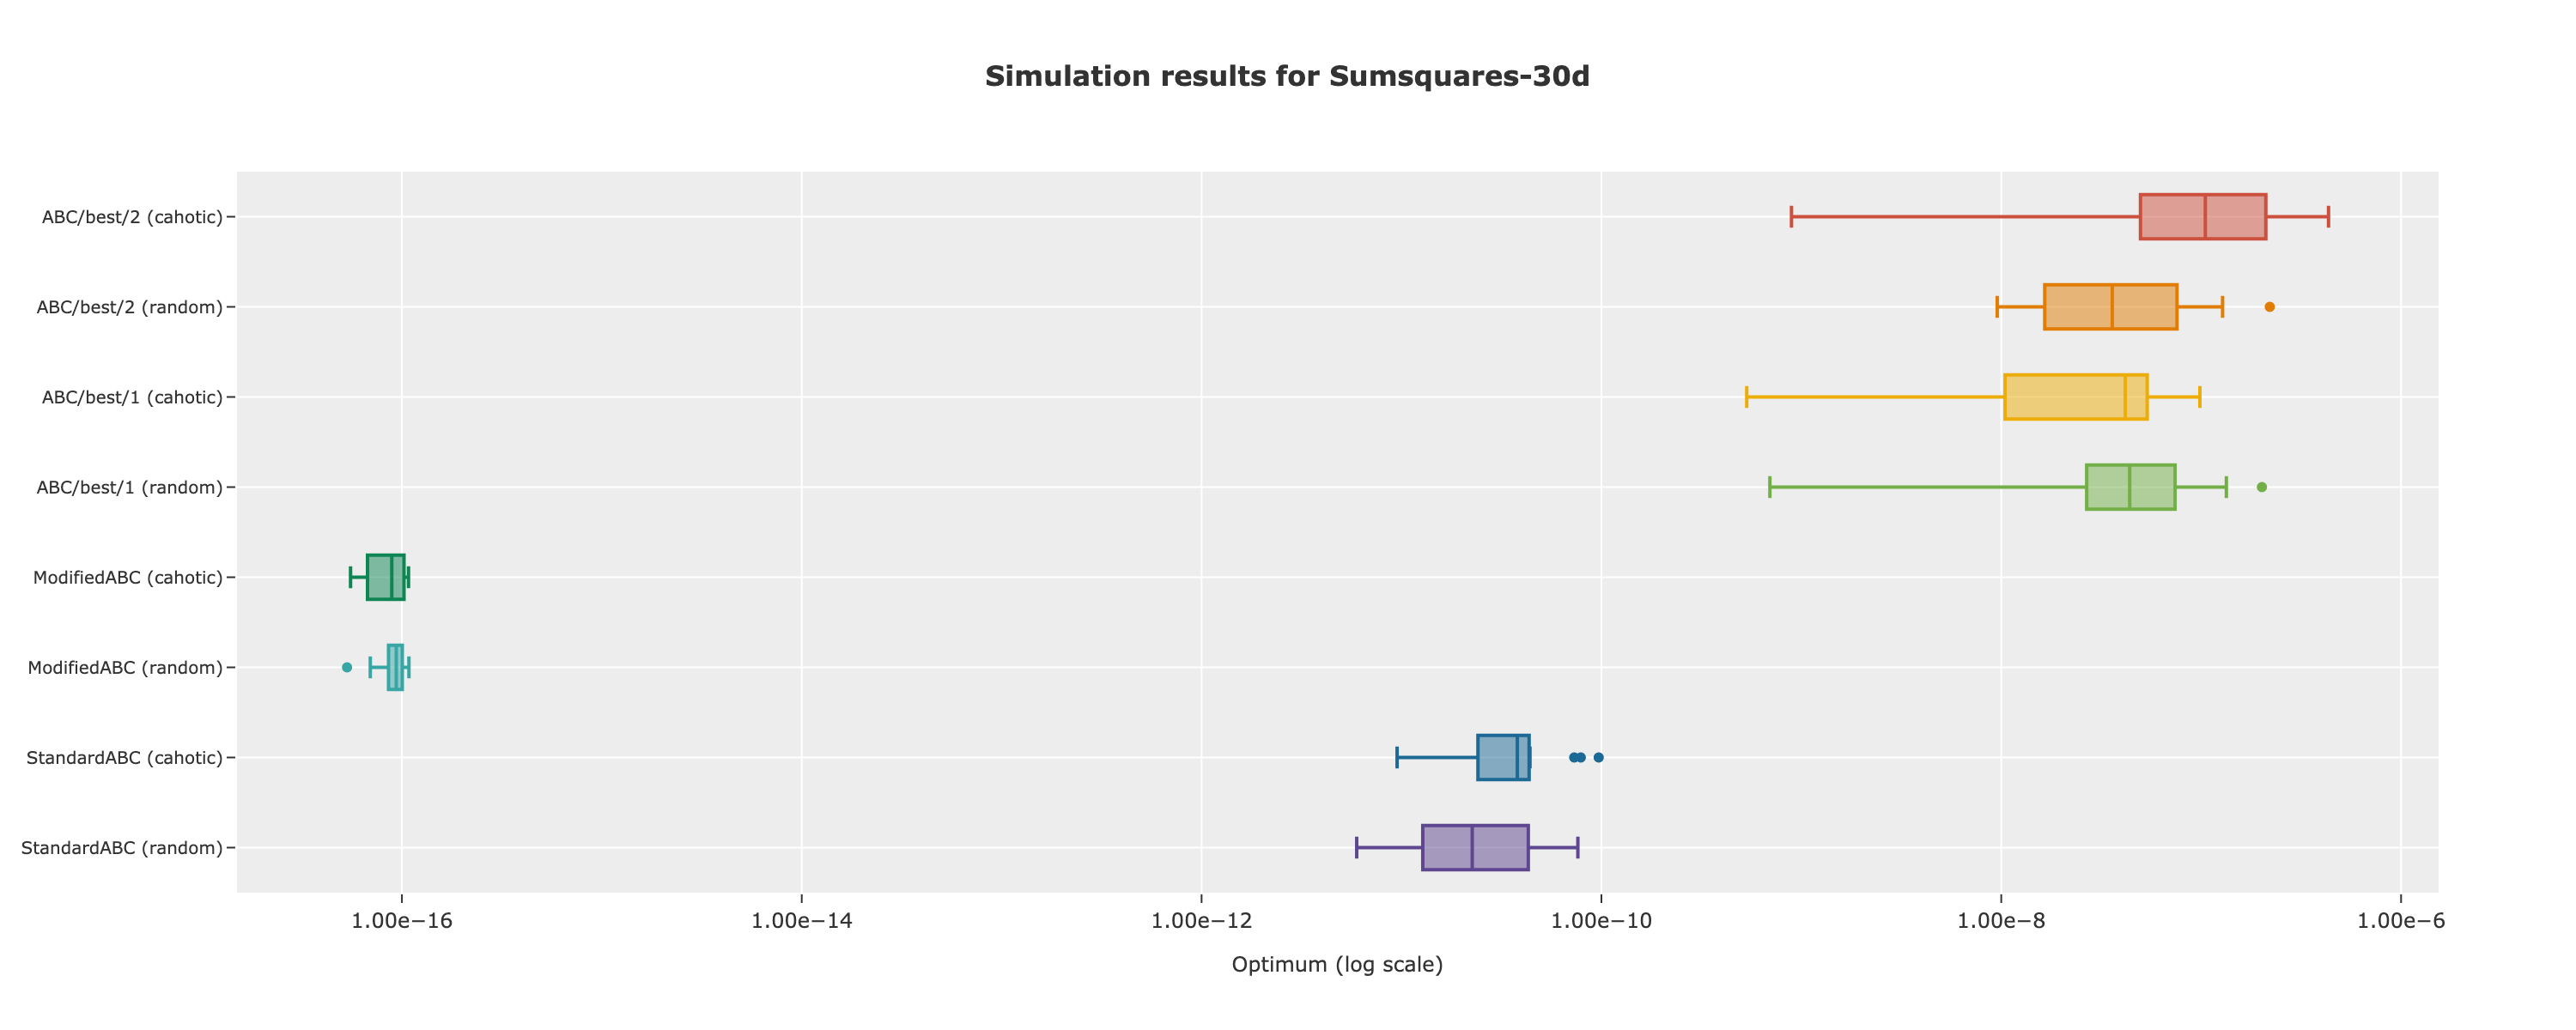 Simulation results for Sumsquares-30d
ABC/best/2 (cahotic)
ABC/best/2 (random)
ABC/best/1 (cahotic)
ABC/best/1 (random)
ModifiedABC (cahotic)
ModifiedABC (random)
StandardABC (cahotic)
StandardABC (random)
1.00e−16 1.00e−14 1.00e−12 1.00e−10 1.00e−8 1.00e−6
Optimum (log scale)